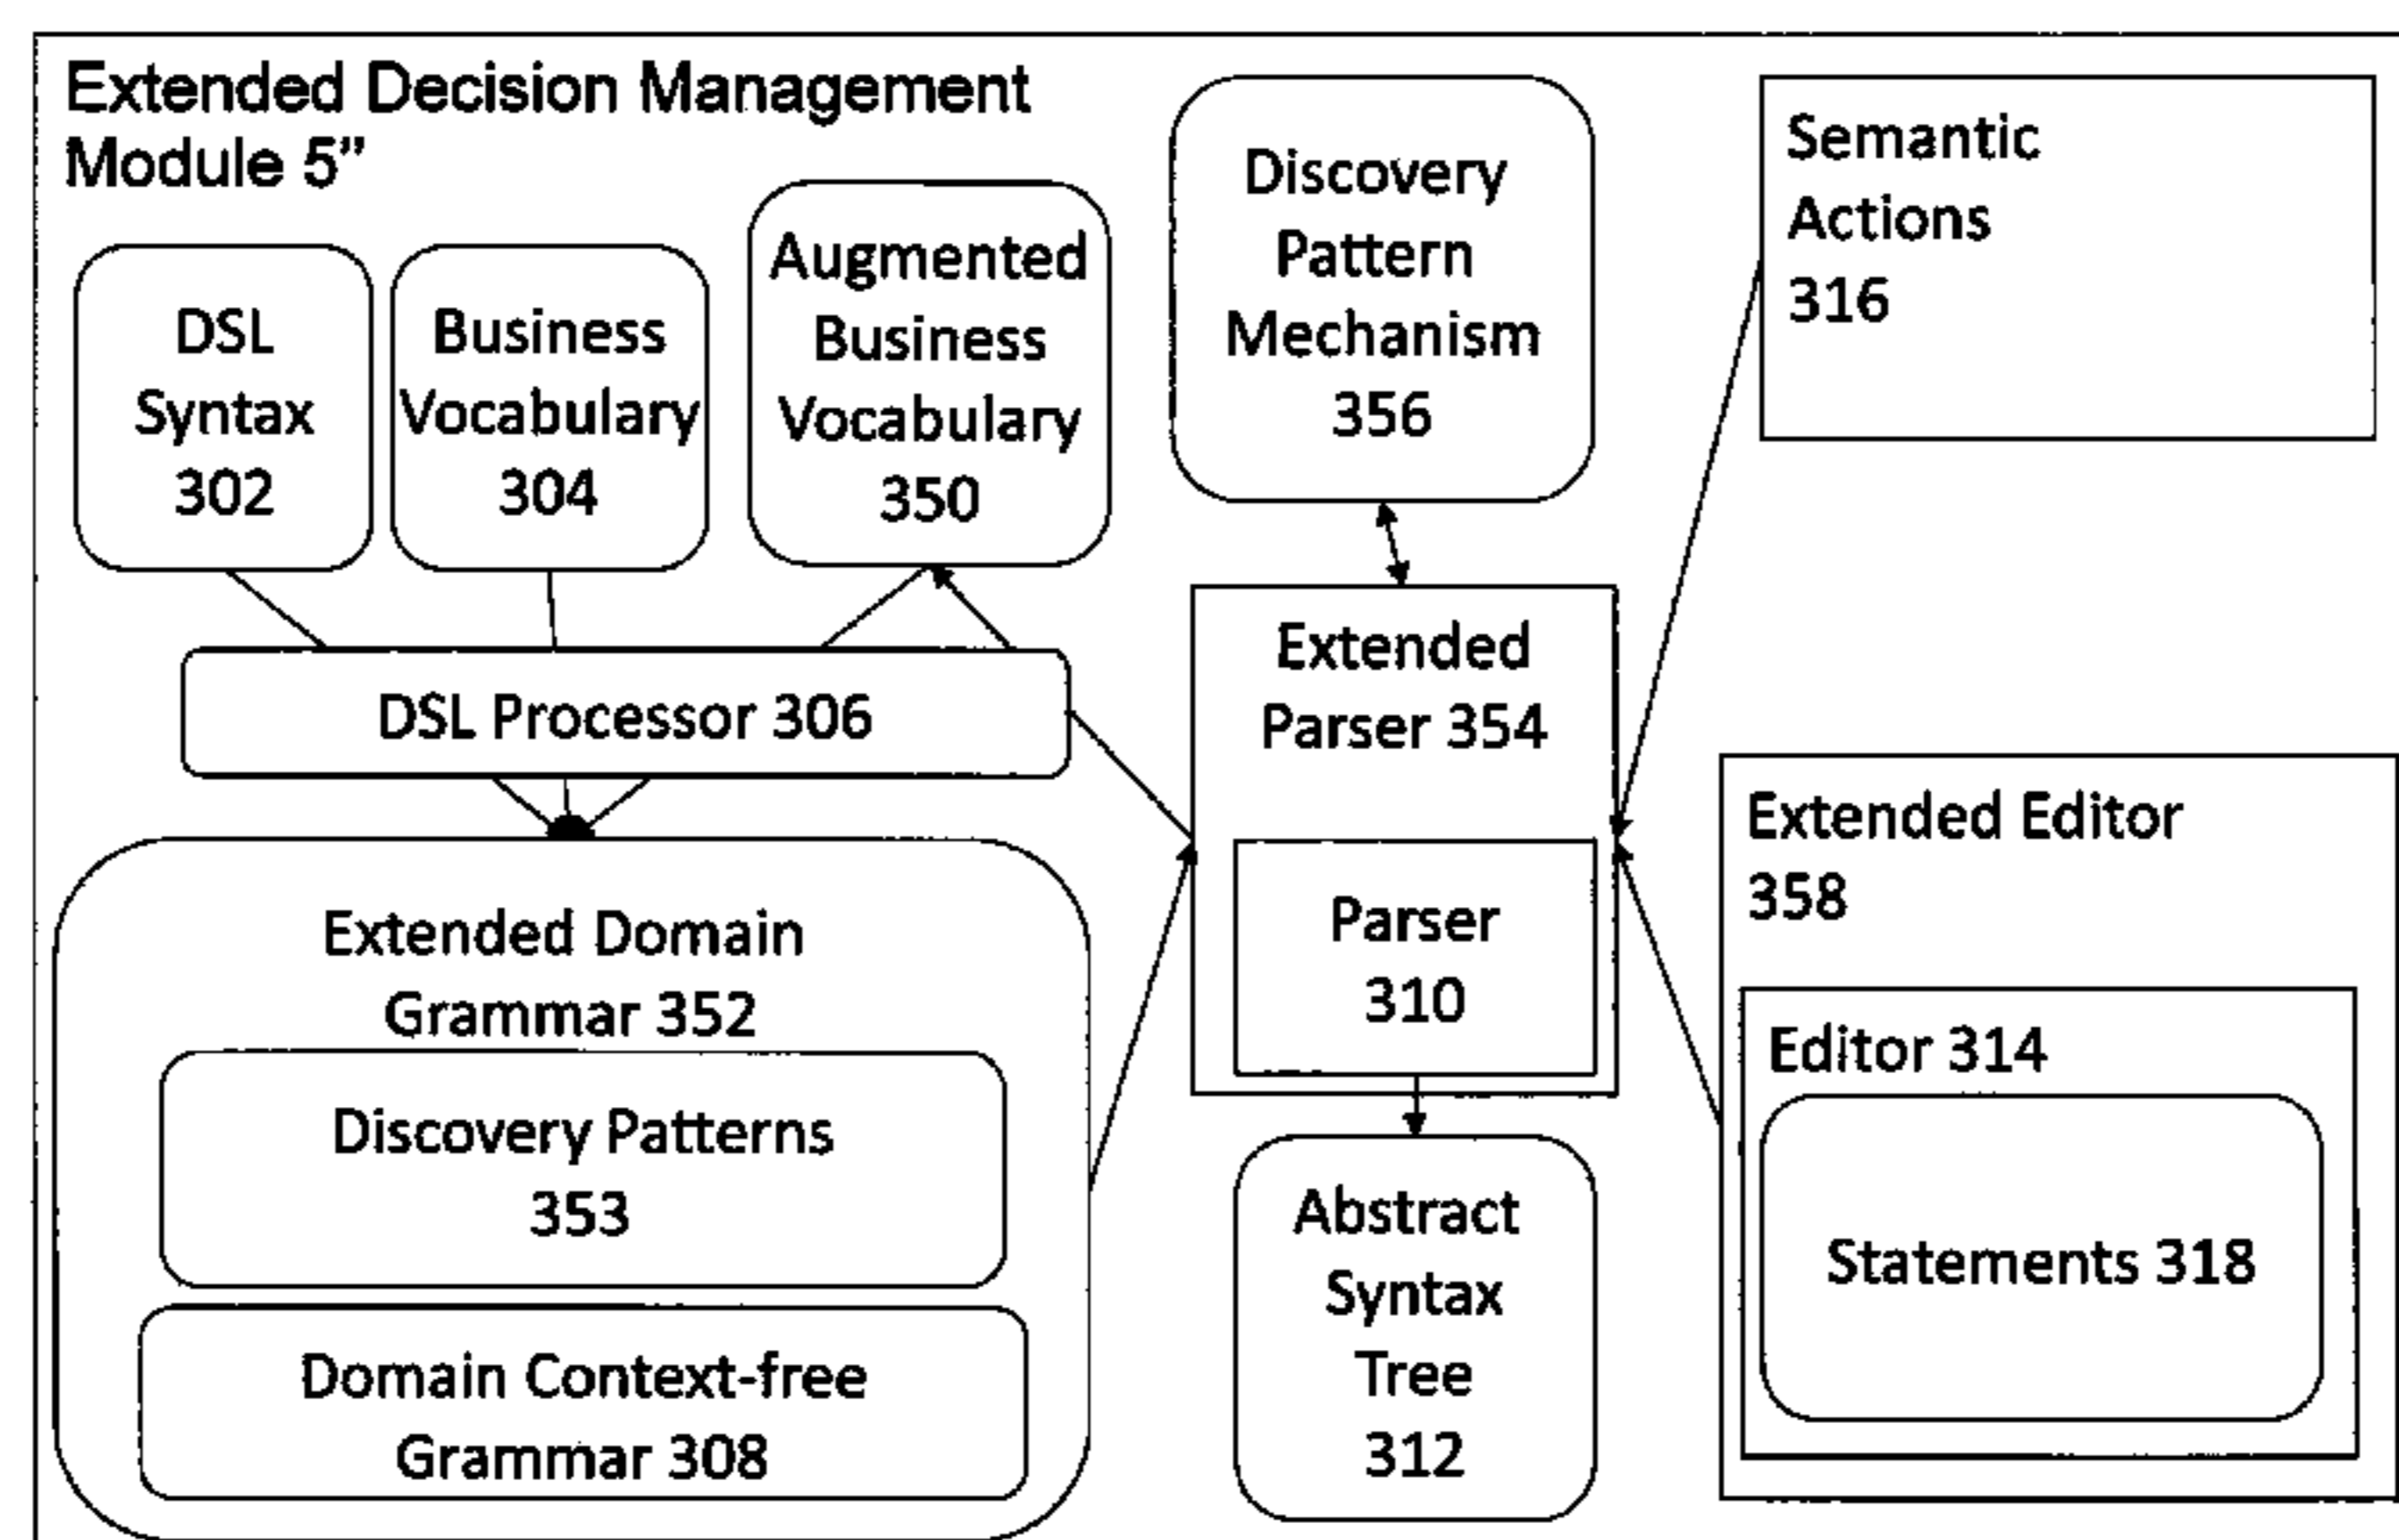 Extended Decision Management
Module 5”
DSL
Syntax
302
Business
Vocabulary
304
Augmented
Business
Vocabulary
350
Discovery
Pattern
Mechanism
356
Semantic
Actions
316
DSL Processor 306
Extended
Parser 354
Parser
310
Extended Editor
358
Editor 314
Statements 318
Extended Domain
Grammar 352
Discovery Patterns
353
Domain Context-free
Grammar 308
Abstract
Syntax
Tree
312